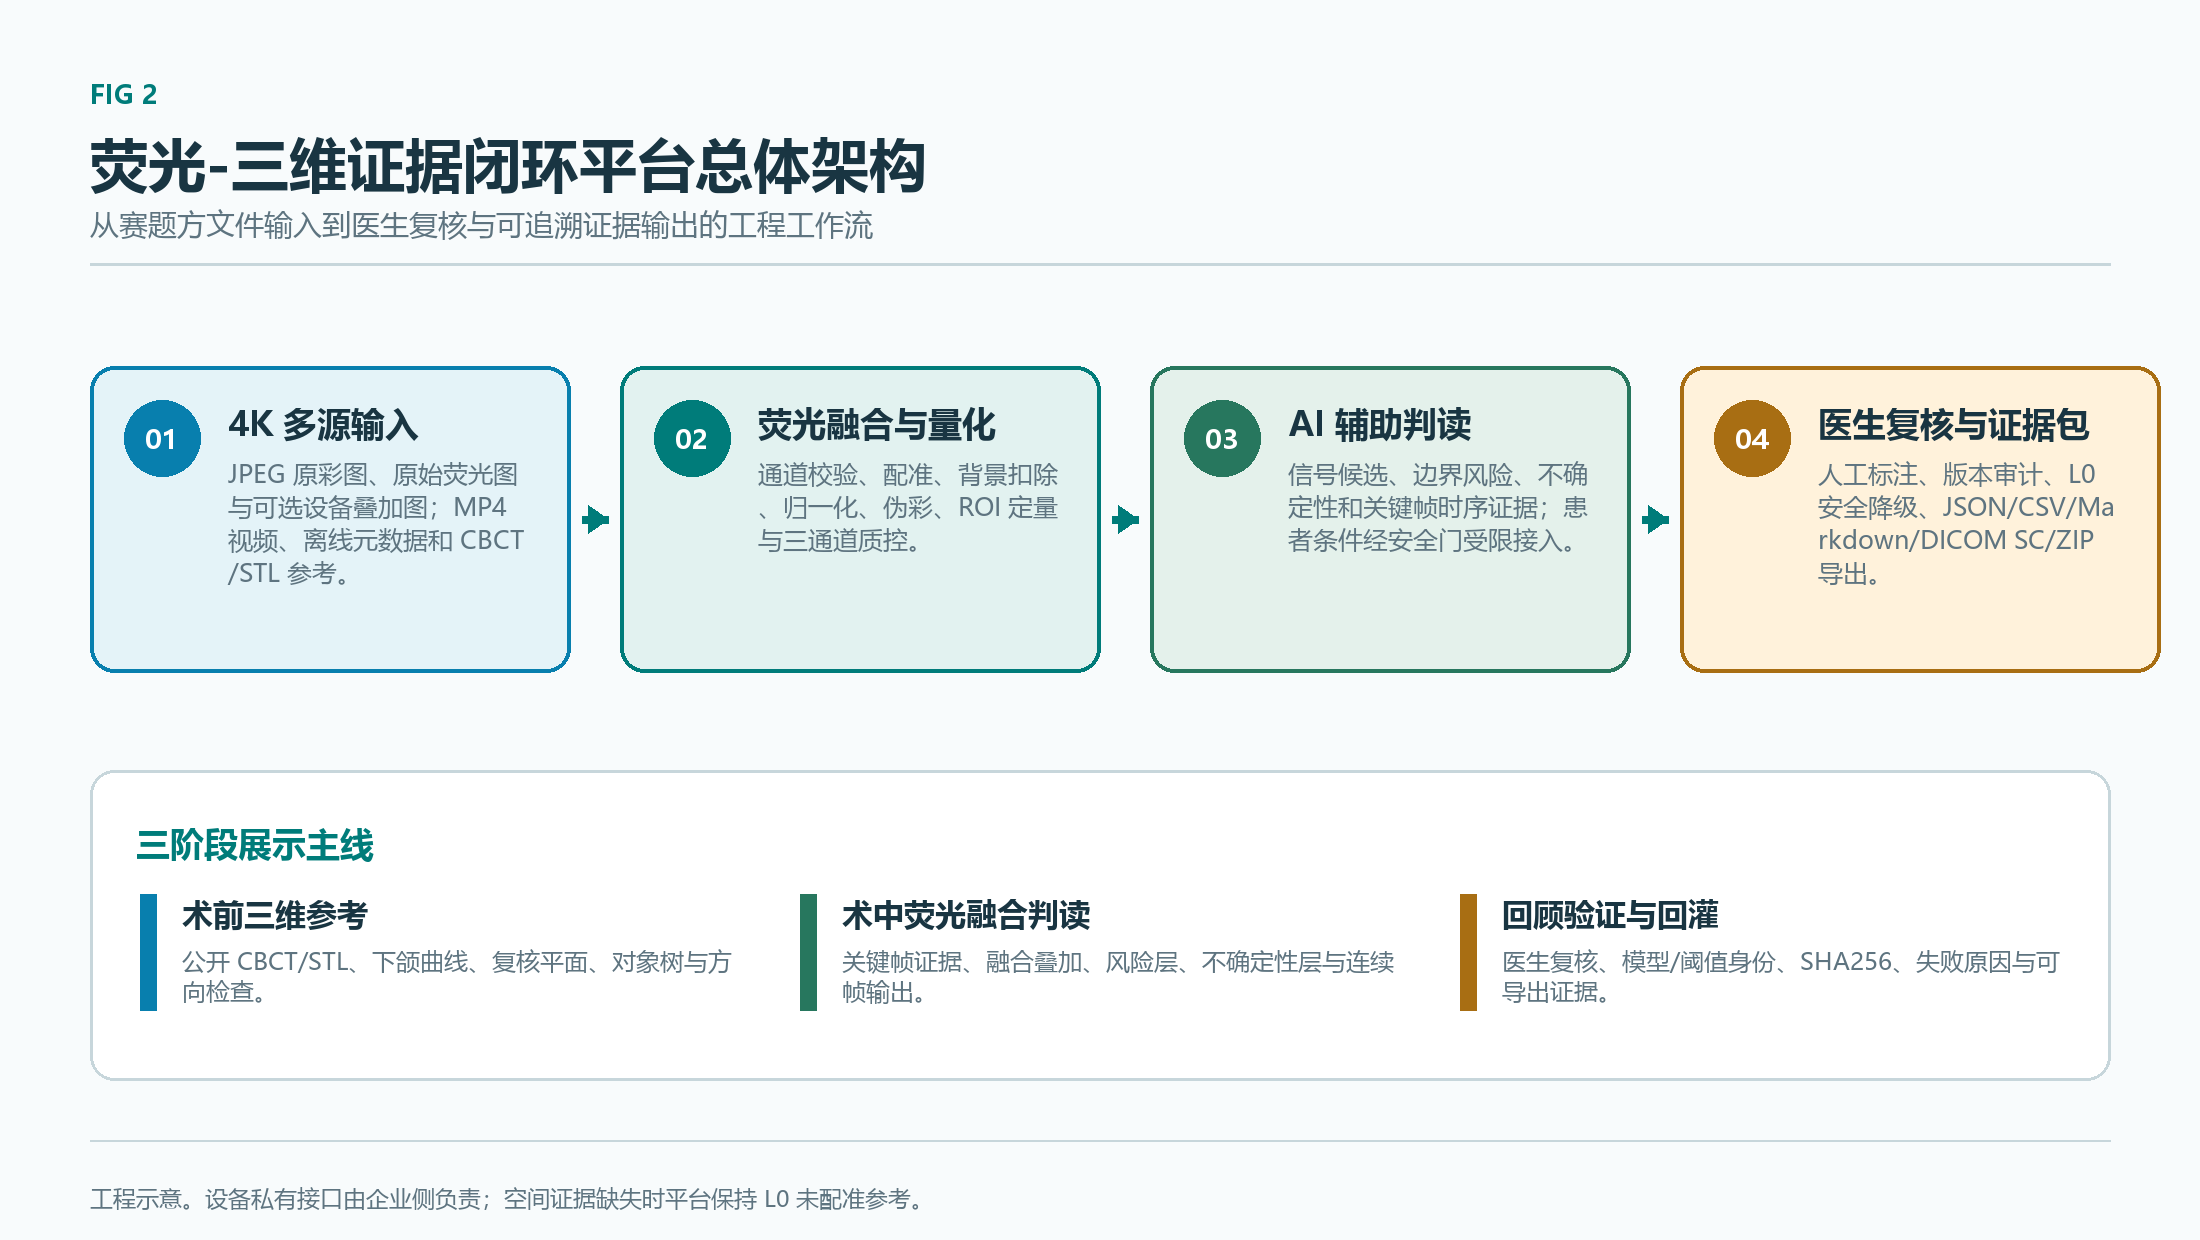 FIG 2
荧光-三维证据闭环平台总体架构
从赛题方文件输入到医生复核与可追溯证据输出的工程工作流
01
4K 多源输入
JPEG 原彩图、原始荧光图
与可选设备叠加图；MP4
视频、离线元数据和 CBCT
/STL 参考。
02
荧光融合与量化
通道校验、配准、背景扣除
、归一化、伪彩、ROI 定量
与三通道质控。
03
AI 辅助判读
信号候选、边界风险、不确
定性和关键帧时序证据；患
者条件经安全门受限接入。
04
医生复核与证据包
人工标注、版本审计、L0
安全降级、JSON/CSV/Ma
rkdown/DICOM SC/ZIP
导出。
三阶段展示主线
术前三维参考
公开 CBCT/STL、下颌曲线、复核平面、对象树与方
向检查。
术中荧光融合判读
关键帧证据、融合叠加、风险层、不确定性层与连续
帧输出。
回顾验证与回灌
医生复核、模型/阈值身份、SHA256、失败原因与可
导出证据。
工程示意。设备私有接口由企业侧负责；空间证据缺失时平台保持 L0 未配准参考。